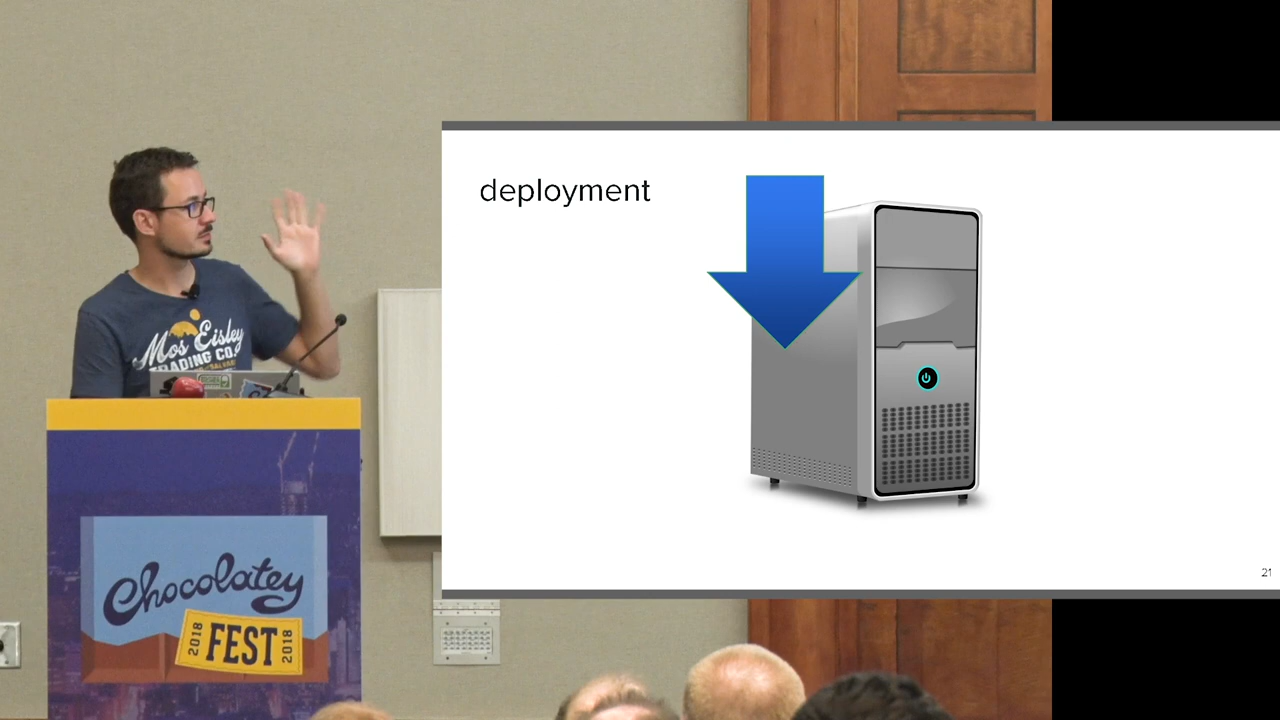 deployment
21
Mos Eisley
TRADING CO.
Chocolatey
2018 FEST 2018